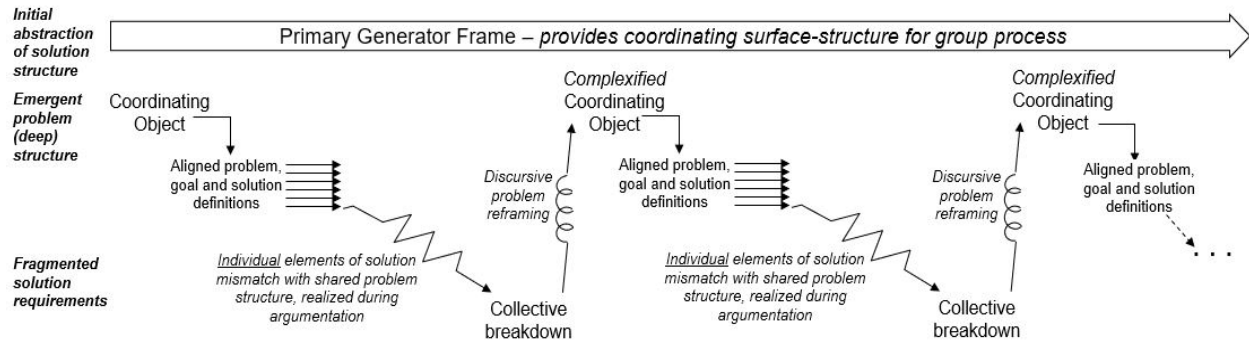 Initial
abstraction
of solution
structure
Primary Generator Frame – provides coordinating surface-structure for group process
Emergent
problem
(deep)
structure
Coordinating
Object
Aligned problem,
goal and solution
definitions
Individual elements of solution
mismatch with shared problem
structure, realized during
argumentation
Collective
breakdown
Discursive
problem
reframing
Complexified
Coordinating
Object
Aligned problem,
goal and solution
definitions
Individual elements of solution
mismatch with shared problem
structure, realized during
argumentation
Collective
breakdown
Discursive
problem
reframing
Complexified
Coordinating
Object
Aligned problem,
goal and solution
definitions
. . .
Fragmented
solution
requirements